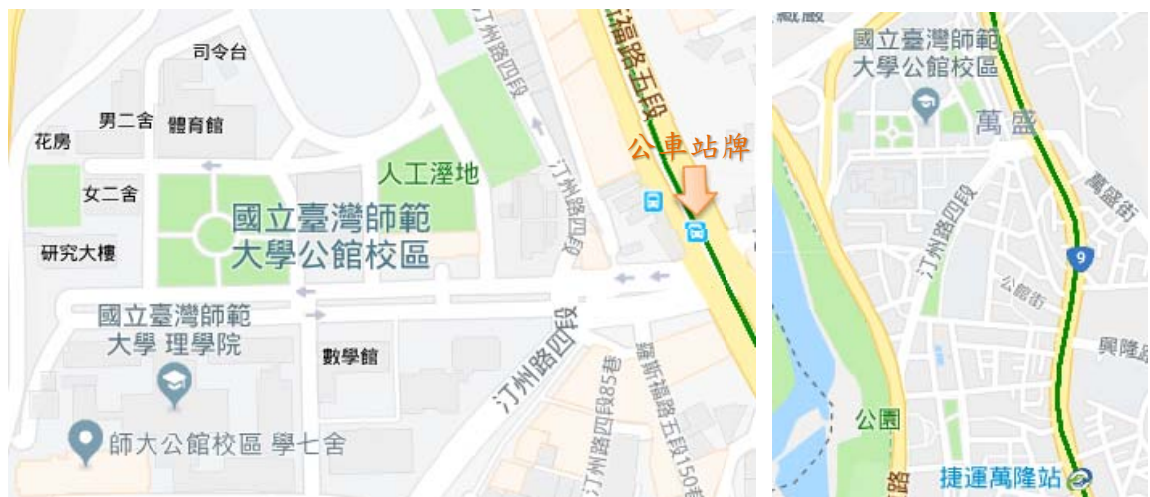 司令台
汀州路四段
斯福路五段
男二舍
體育館
花房
公車站牌
人工溼地
女二舍
汀州路四段
國立臺灣師範
大學公館校區
研究大樓
國立臺灣師範
大學 理學院
數學館
汀州路四段
師大公館校區 學七舍
汀州路四段85巷
羅斯福路五段150巷
國立臺灣師範
大學公館校區
萬盛
萬盛街
汀州路四段
9
公館街
興隆路
公園
捷運萬隆站
路